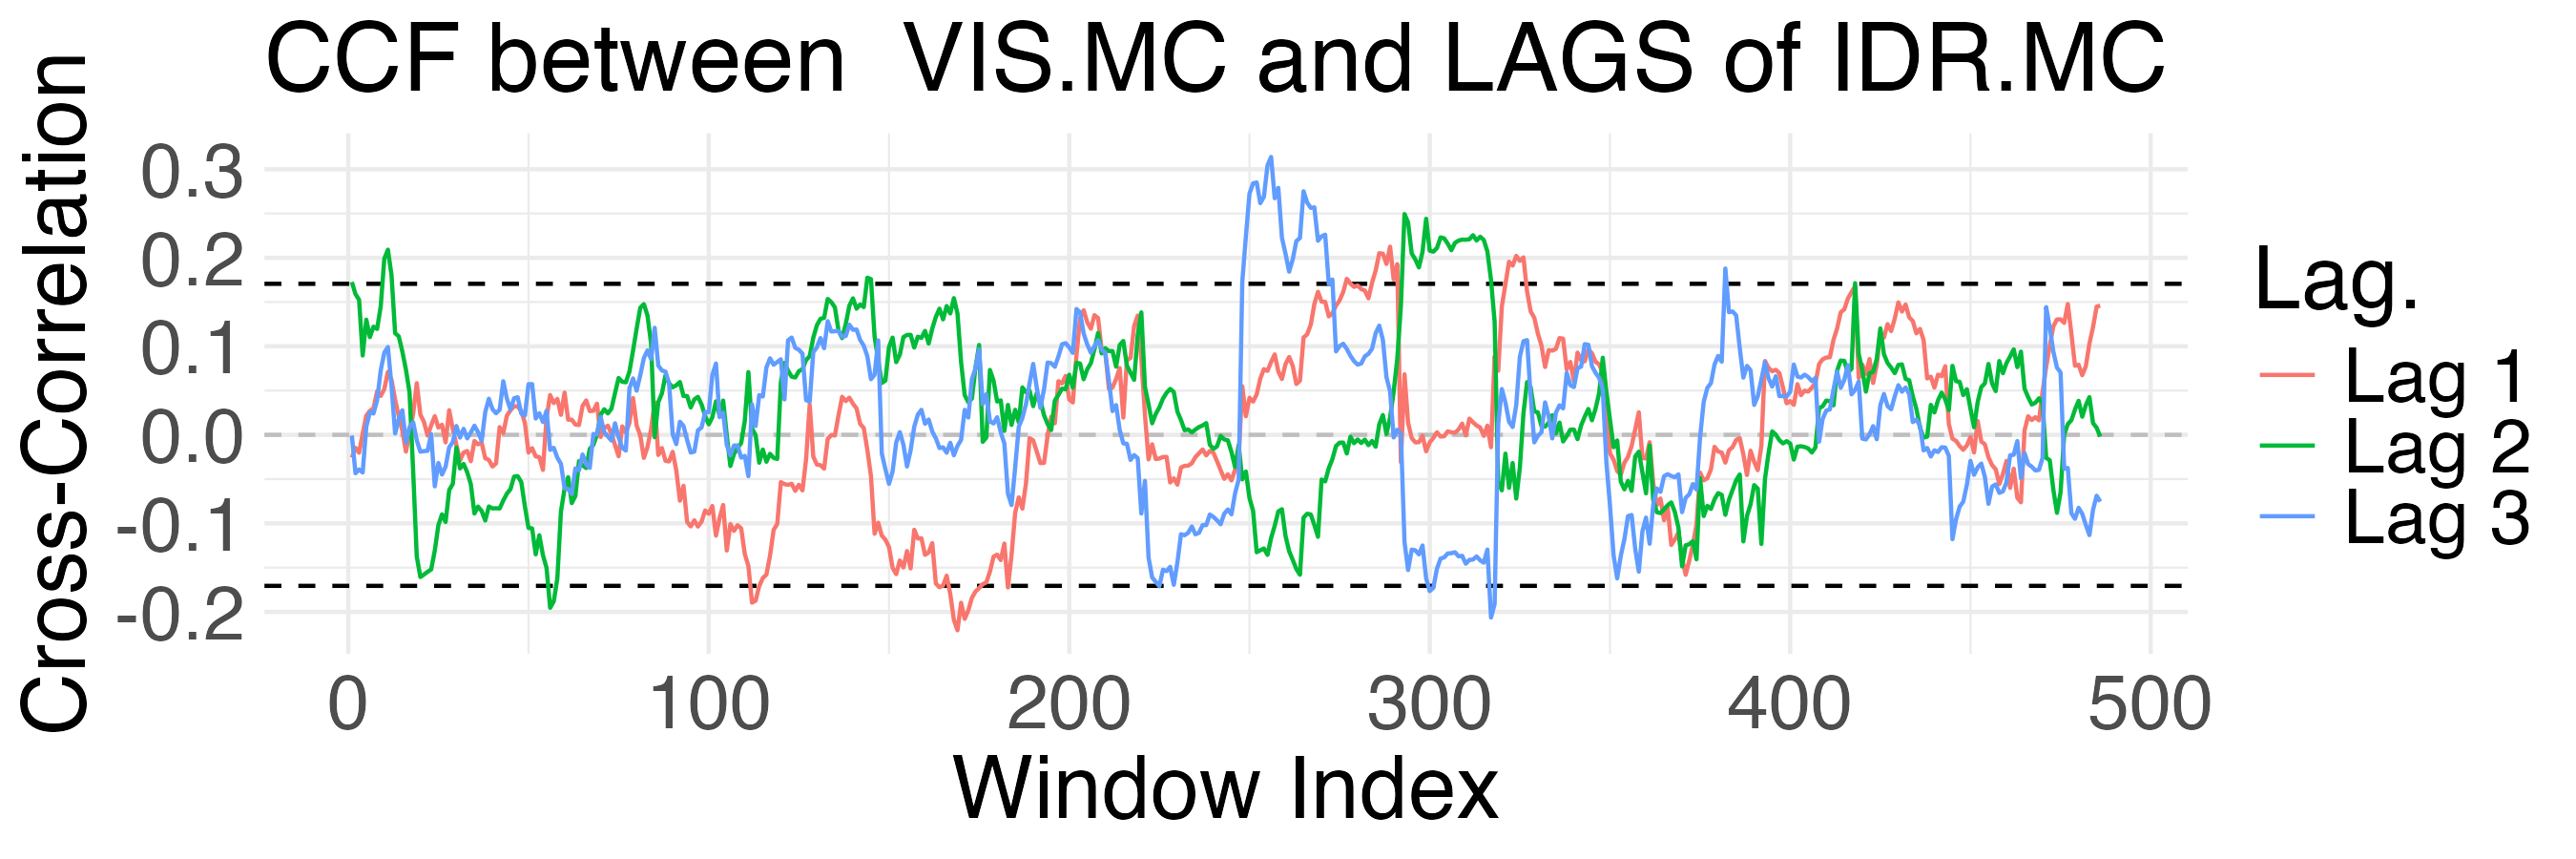 CCF between  VIS.MC and LAGS of IDR.MC
Cross-Correlation
0.3
0.2
0.1
0.0
-0.1
-0.2
0 100 200 300 400 500
Window Index
Lag.
Lag 1
Lag 2
Lag 3